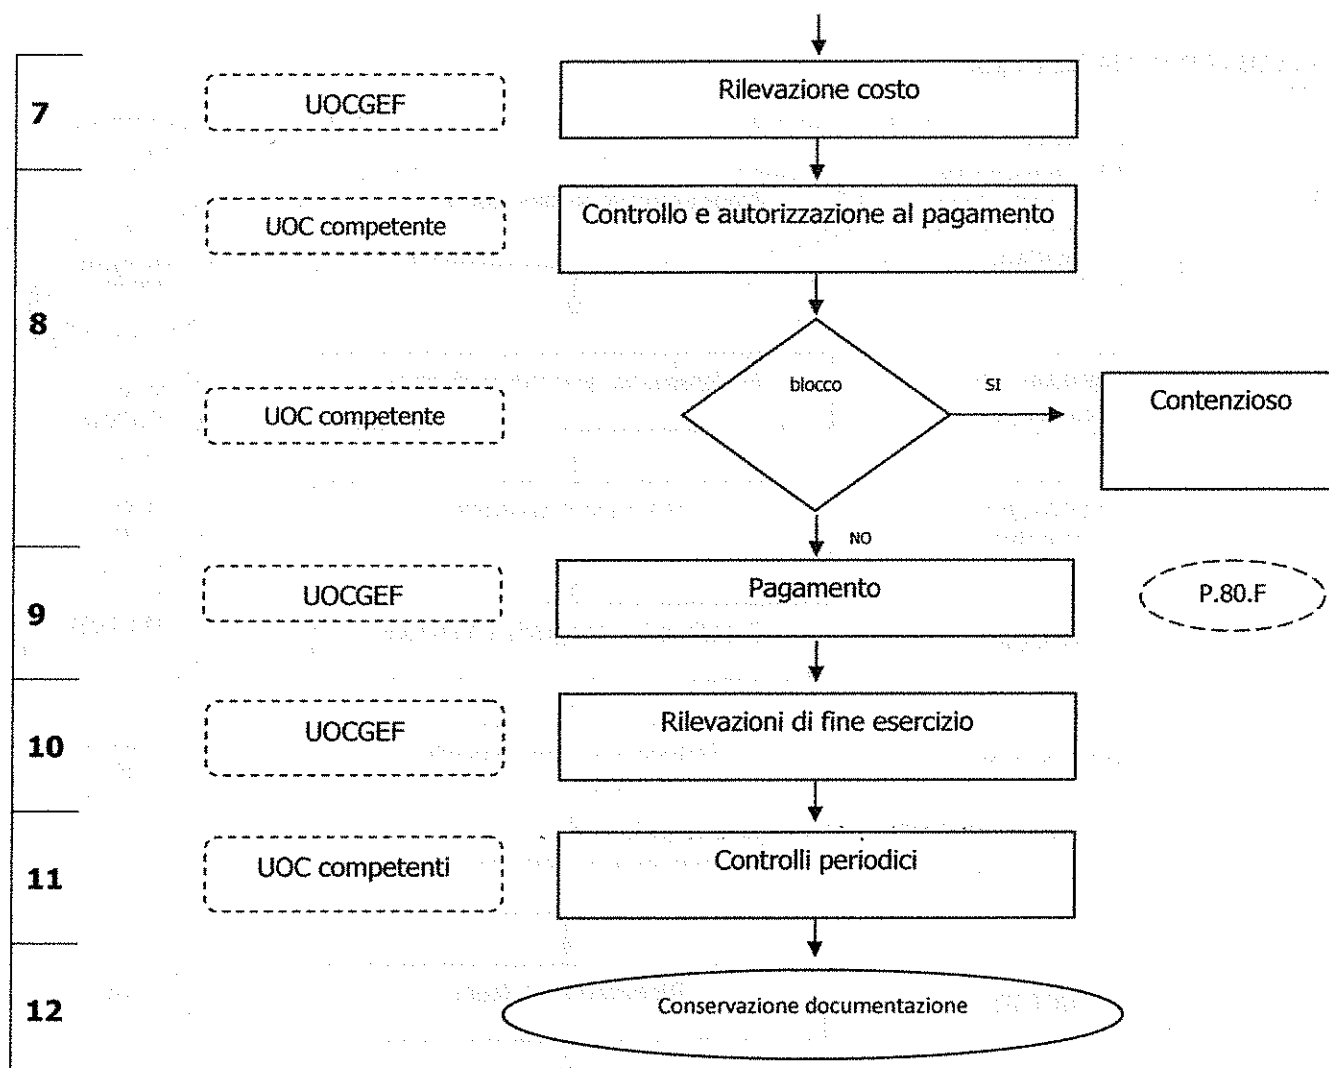 7
UOCGEF
Rilevazione costo
UOC competente
Controllo e autorizzazione al pagamento
8
UOC competente
blocco
SI
Contenzioso
NO
9
UOCGEF
Pagamento
P.80.F
10
UOCGEF
Rilevazioni di fine esercizio
11
UOC competenti
Controlli periodici
12
Conservazione documentazione